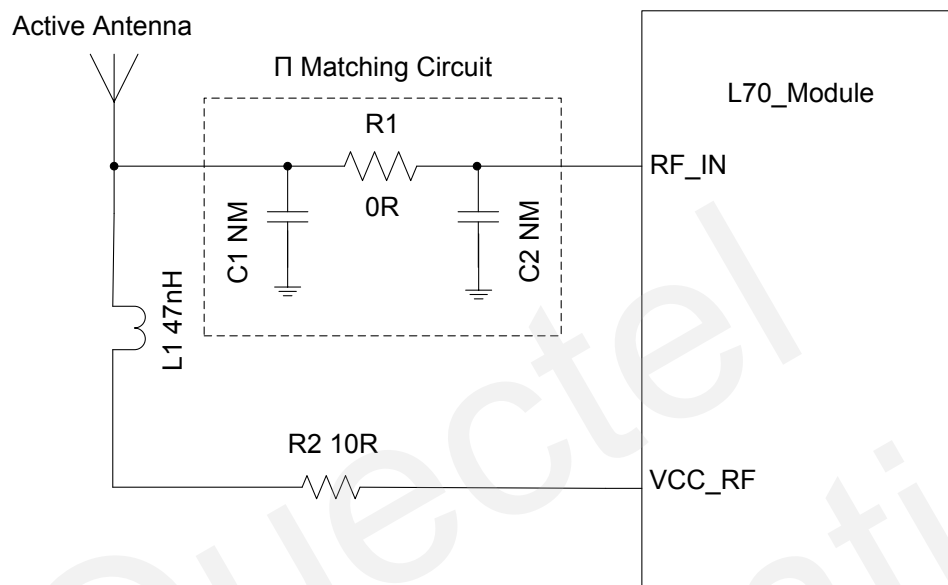 Active Antenna
Π Matching Circuit
L70_Module
R1
RF_IN
0R
C1 NM
C2 NM
L1 47nH
R2 10R
VCC_RF
Quectel